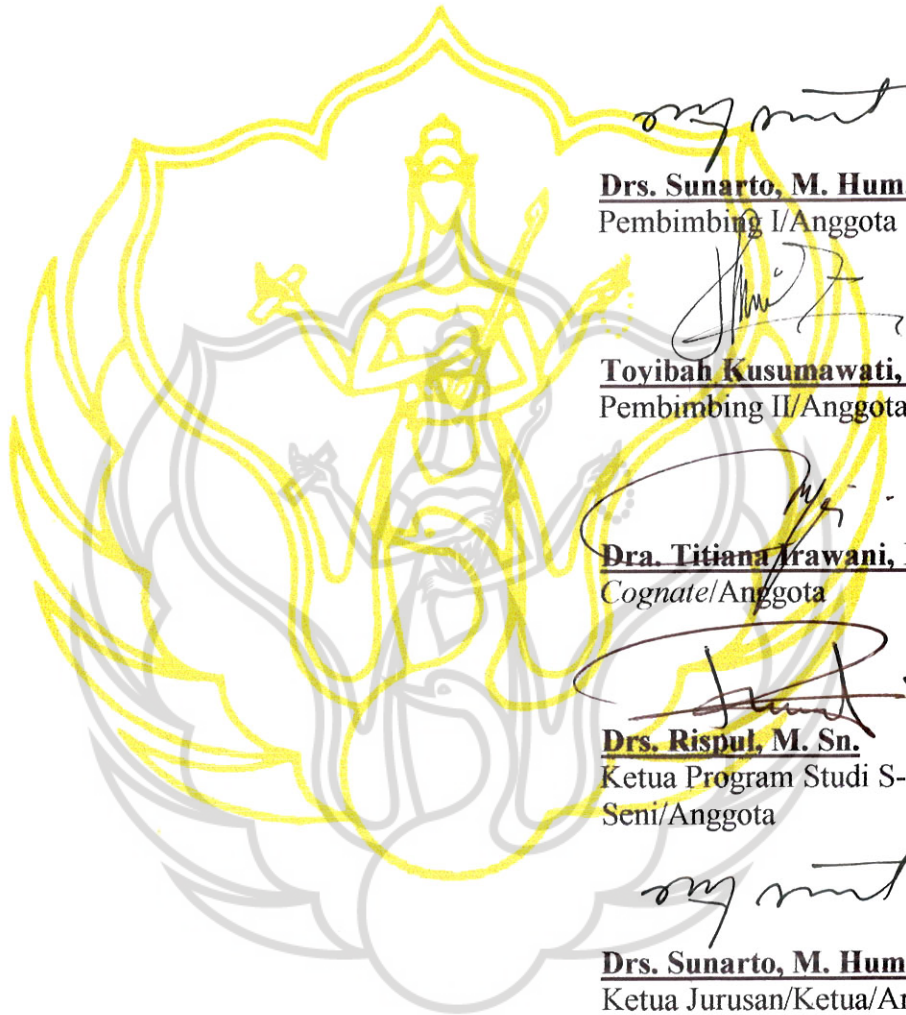 Drs. Sunarto, M. Hum
Pembimbing I/Anggota
Toyibah Kusumawati,
Pembimbing II/Anggota
Dra. Titiana Irawani,
Cognate/Anggota
Drs. Rispul, M. Sn.
Ketua Program Studi S-
Seni/Anggota
Drs. Sunarto, M. Hum
Ketua Jurusan/Ketua/An